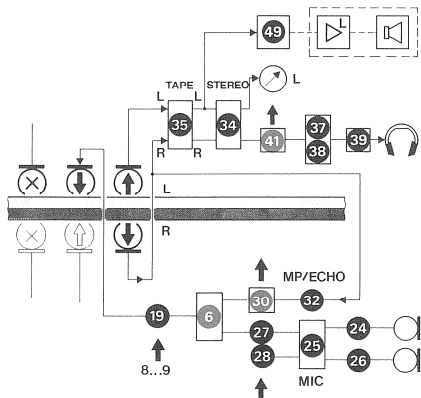 49
L
TAPE
STEREO
L
L
L
35
34
R
R
41
37
38
39
L
R
MP/ECHO
30
32
19
6
27
24
28
25
26
8...9
MIC